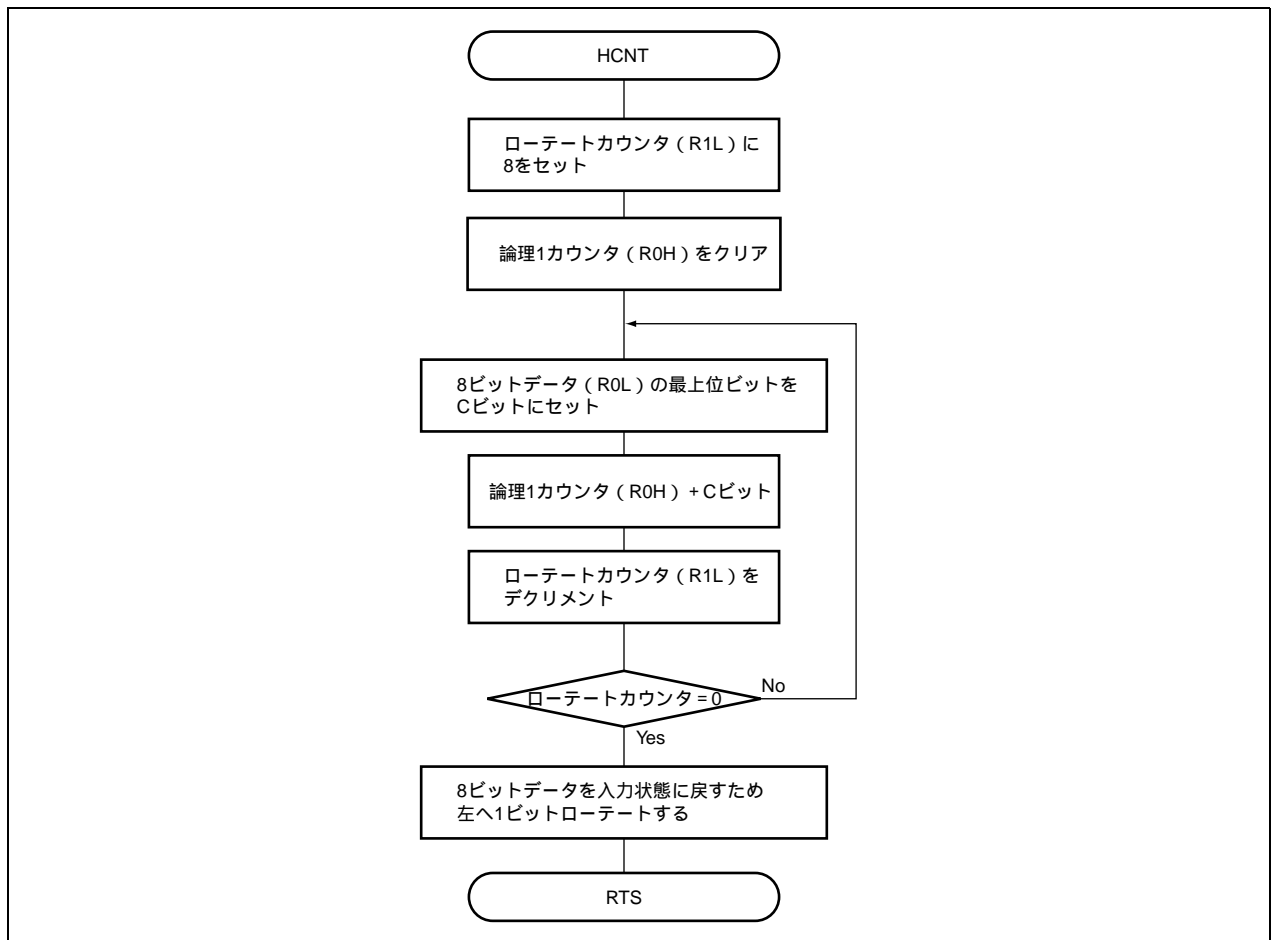 HCNT
ローテートカウンタ（R1L）に
8をセット
論理1カウンタ（R0H）をクリア
8ビットデータ（R0L）の最上位ビットを
Cビットにセット
論理1カウンタ（R0H）+Cビット
ローテートカウンタ（R1L）を
デクリメント
ローテートカウンタ=0
No
Yes
8ビットデータを入力状態に戻すため
左へ1ビットローテートする
RTS